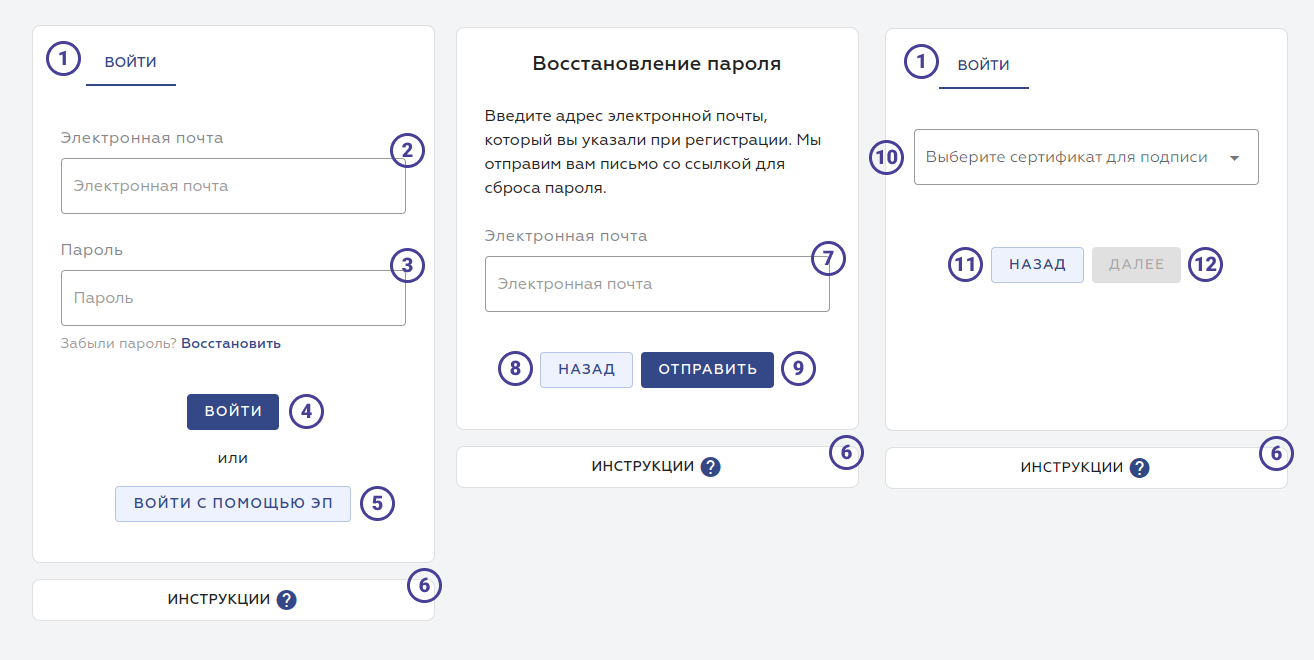 1
ВОЙТИ
Электронная почта
2
Электронная почта
Пароль
3
Пароль
Забыли пароль? Восстановить
ВОЙТИ
4
или
ВОЙТИ С ПОМОЩЬЮ ЭП
5
6
ИНСТРУКЦИИ ?
Восстановление пароля
Введите адрес электронной почты,
который вы указали при регистрации. Мы
отправим вам письмо со ссылкой для
сброса пароля.
Электронная почта
7
Электронная почта
8
НАЗАД
ОТПРАВИТЬ
9
6
ИНСТРУКЦИИ ?
1
ВОЙТИ
10
Выберите сертификат для подписи
11
НАЗАД
ДАЛЕЕ
12
6
ИНСТРУКЦИИ ?